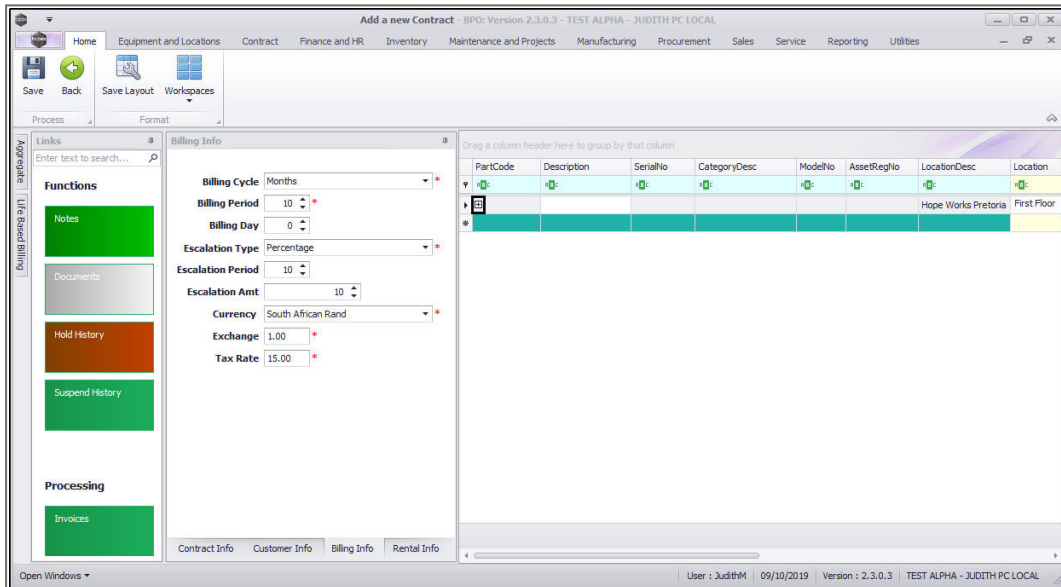 Add a new Contract - BPO: Version 2.3.0.3 - TEST ALPHA - JUDITH PC LOCAL
Home Equipment and Locations Contract Finance and HR Inventory Maintenance and Projects Manufacturing Procurement Sales Service Reporting Utilities
Save Back Save Layout Workspaces
Process Format
Aggregate
Life Based Billing
Links
Enter text to search...
Functions
Notes
Documents
Hold History
Suspend History
Processing
Invoices
Billing Info
Billing Cycle Months *
Billing Period 10 *
Billing Day 0
Escalation Type Percentage *
Escalation Period 10
Escalation Amt 10
Currency South African Rand *
Exchange 1.00 *
Tax Rate 15.00 *
Contract Info Customer Info Billing Info Rental Info
Drag a column header here to group by that column
PartCode Description SerialNo CategoryDesc ModelNo AssetRegNo LocationDesc Location
Hope Works Pretoria First Floor
Open Windows
User : JudithM 09/10/2019 Version : 2.3.0.3 TEST ALPHA - JUDITH PC LOCAL